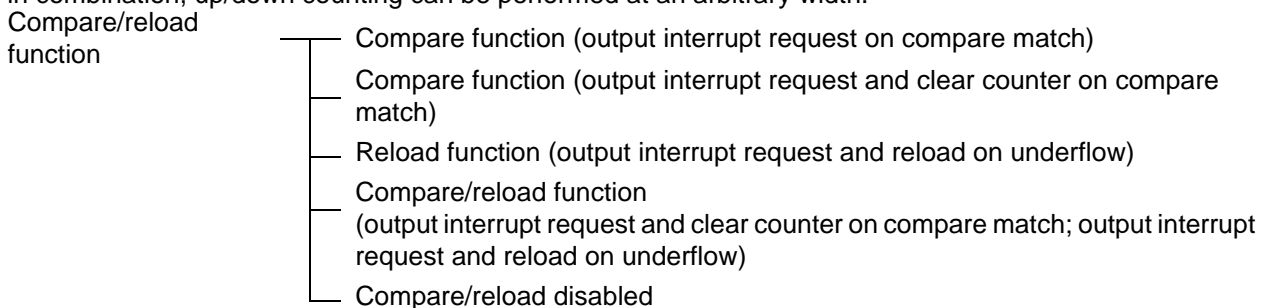 in combination, up/down counting can be performed at an arbitrary width.
Compare/reload
function
Compare function (output interrupt request on compare match)
Compare function (output interrupt request and clear counter on compare
match)
Reload function (output interrupt request and reload on underflow)
Compare/reload function
(output interrupt request and clear counter on compare match; output interrupt
request and reload on underflow)
Compare/reload disabled